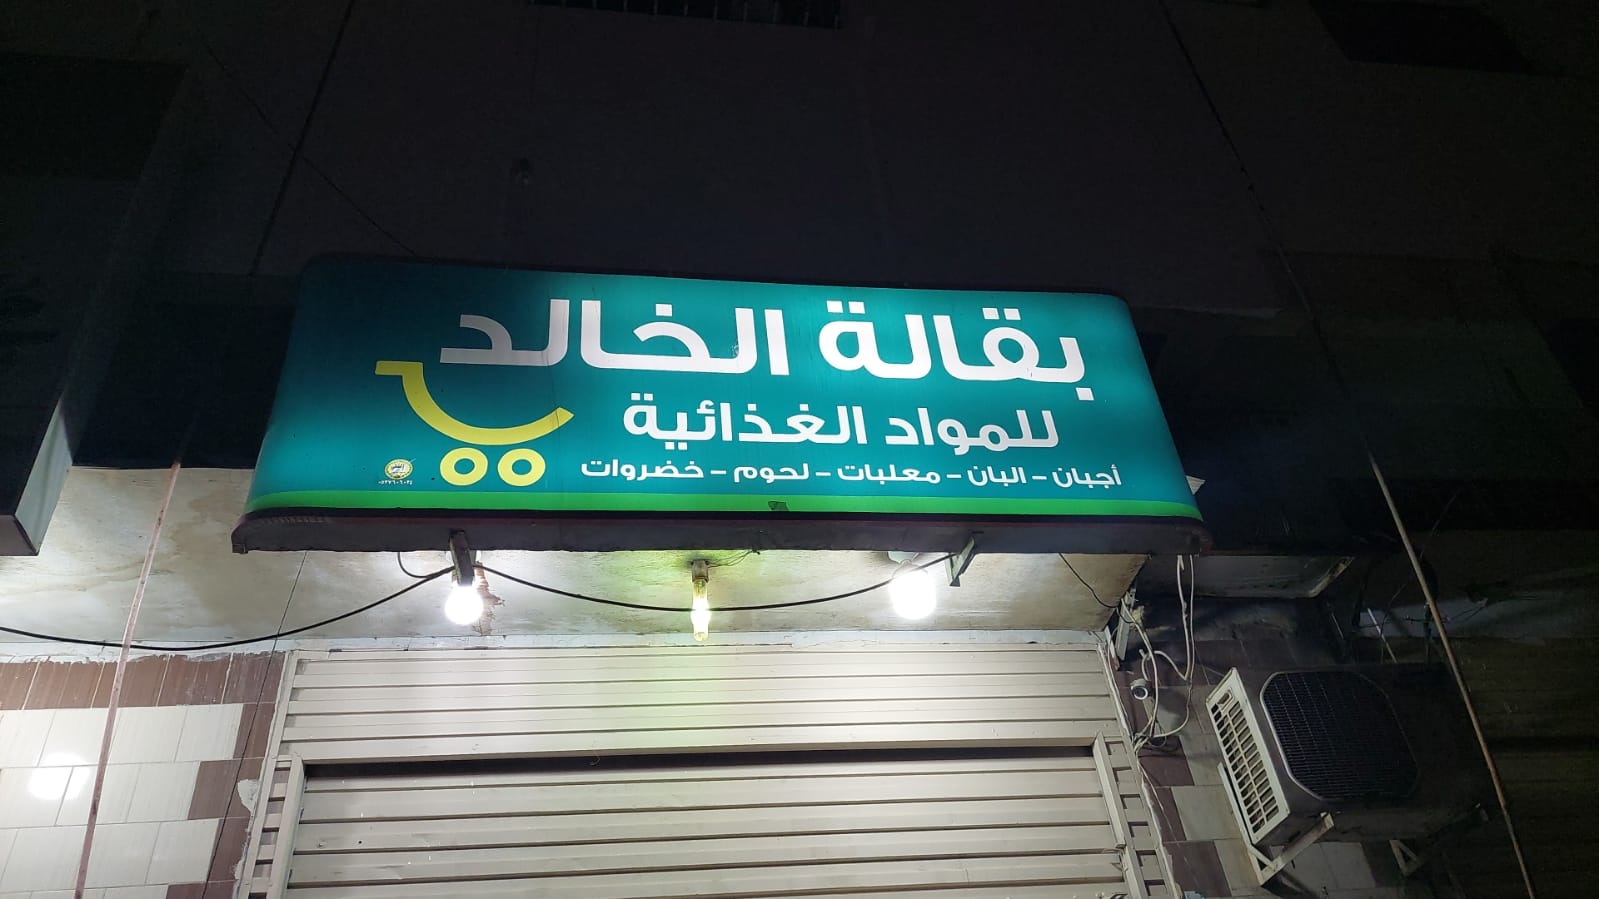 بقالة الخالد
للمواد الغذائية
أجبان - البان - معلبات - لحوم - خضروات